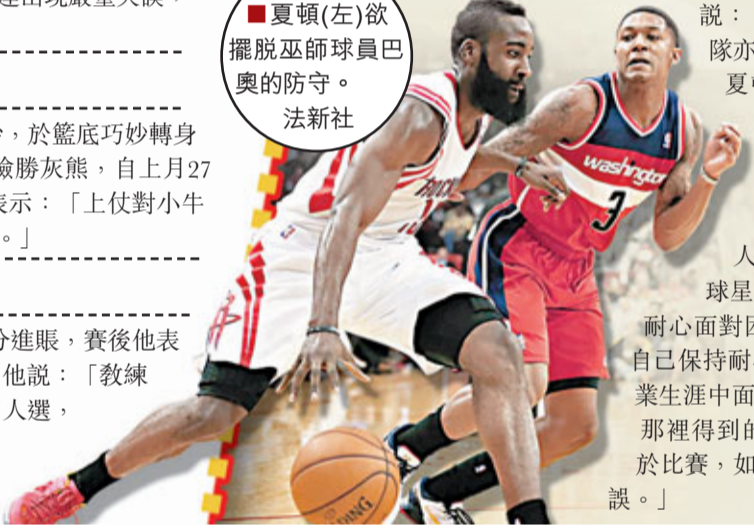 ■夏頓(左)欲
擺脱巫師球員巴
奧的防守。
法新社
，於籃底巧妙轉身
險勝灰熊，自上月27
表示：「上仗對小牛
。」
分進賬，賽後他表
他説：「教練
人選，
説：
隊亦
夏
人
球星
耐心面對
自己保持耐
業生涯中面
那裡得到的
於比賽，如
誤。」
washington
3